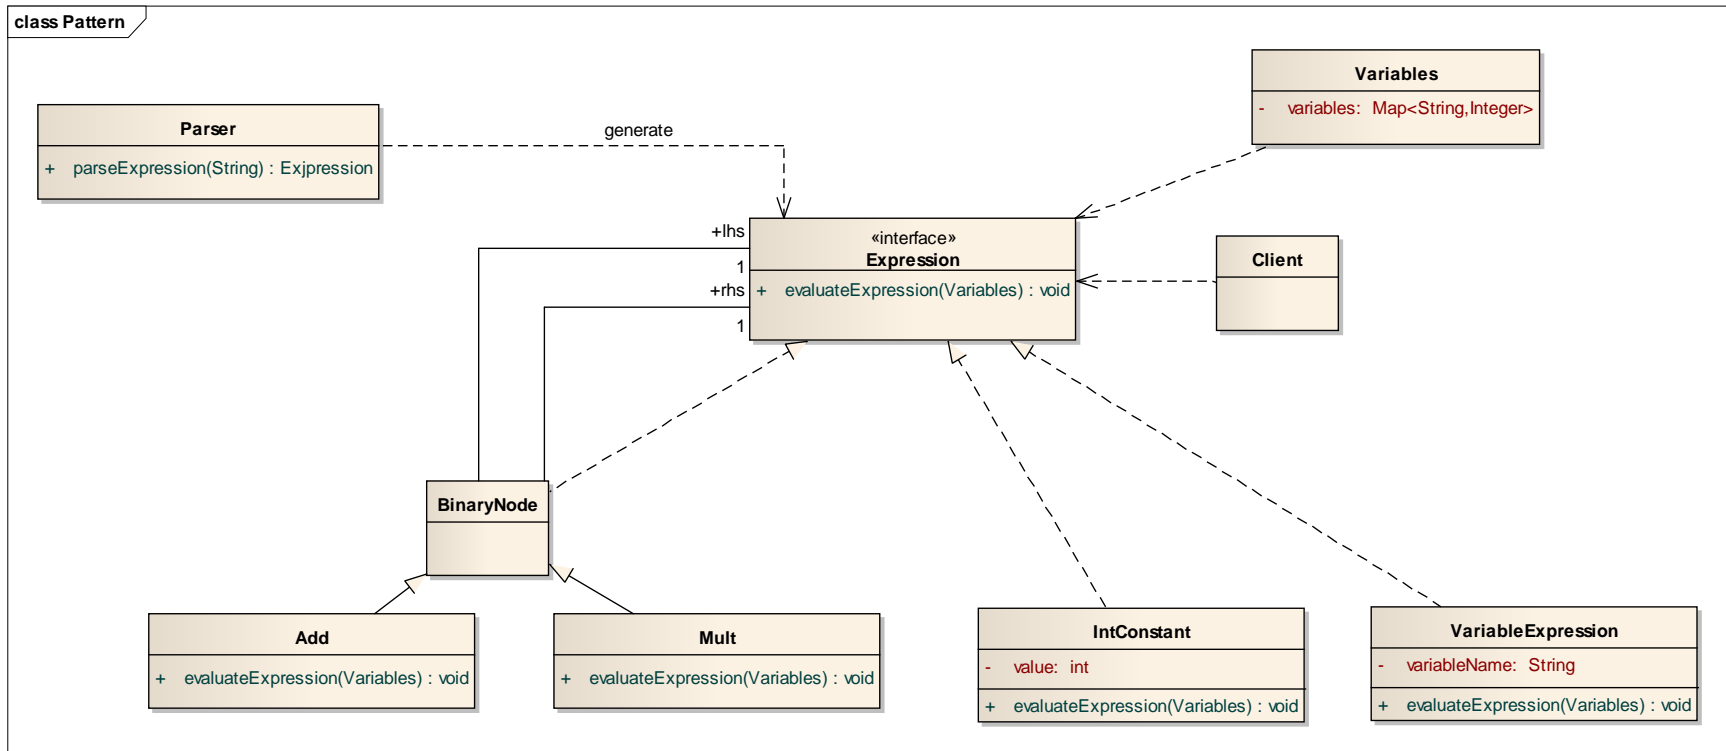 class Pattern
Variables
- variables: Map<String,Integer>
Parser
+ parseExpression(String) : Exjpression
generate
+lhs
1
+rhs
1
«interface»
Expression
+ evaluateExpression(Variables) : void
Client
BinaryNode
Add
+ evaluateExpression(Variables) : void
Mult
+ evaluateExpression(Variables) : void
IntConstant
- value: int
+ evaluateExpression(Variables) : void
VariableExpression
- variableName: String
+ evaluateExpression(Variables) : void